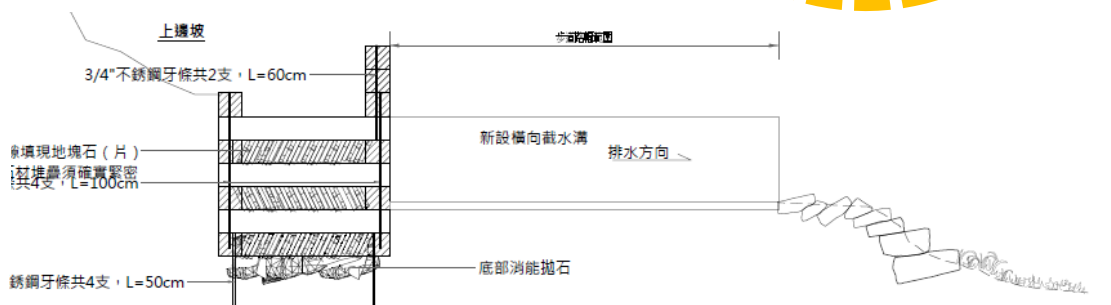 上邊坡
3/4"不銹鋼牙條共2支，L=60cm
新設橫向截水溝
排水方向
填現地塊石（片）
材堆疊須確實緊密
共4支，L=100cm
底部消能拋石
銹鋼牙條共4支，L=50cm